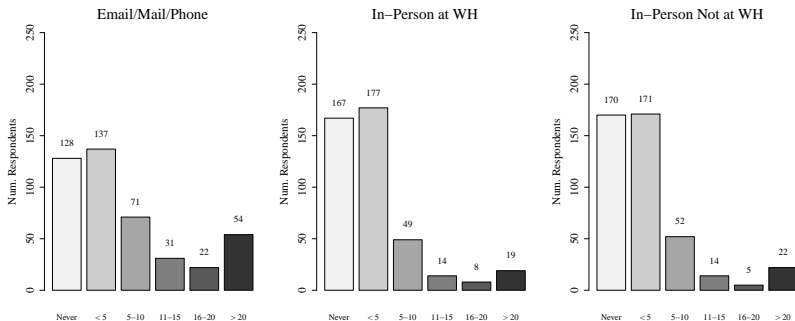 Email/Mail/Phone
Num. Respondents
0 50 100 150 200 250
128 137 71 31 22 54
Never < 5 5−10 11−15 16−20 > 20
In−Person at WH
Num. Respondents
0 50 100 150 200 250
167 177 49 14 8 19
Never < 5 5−10 11−15 16−20 > 20
In−Person Not at WH
Num. Respondents
0 50 100 150 200 250
170 171 52 14 5 22
Never < 5 5−10 11−15 16−20 > 20